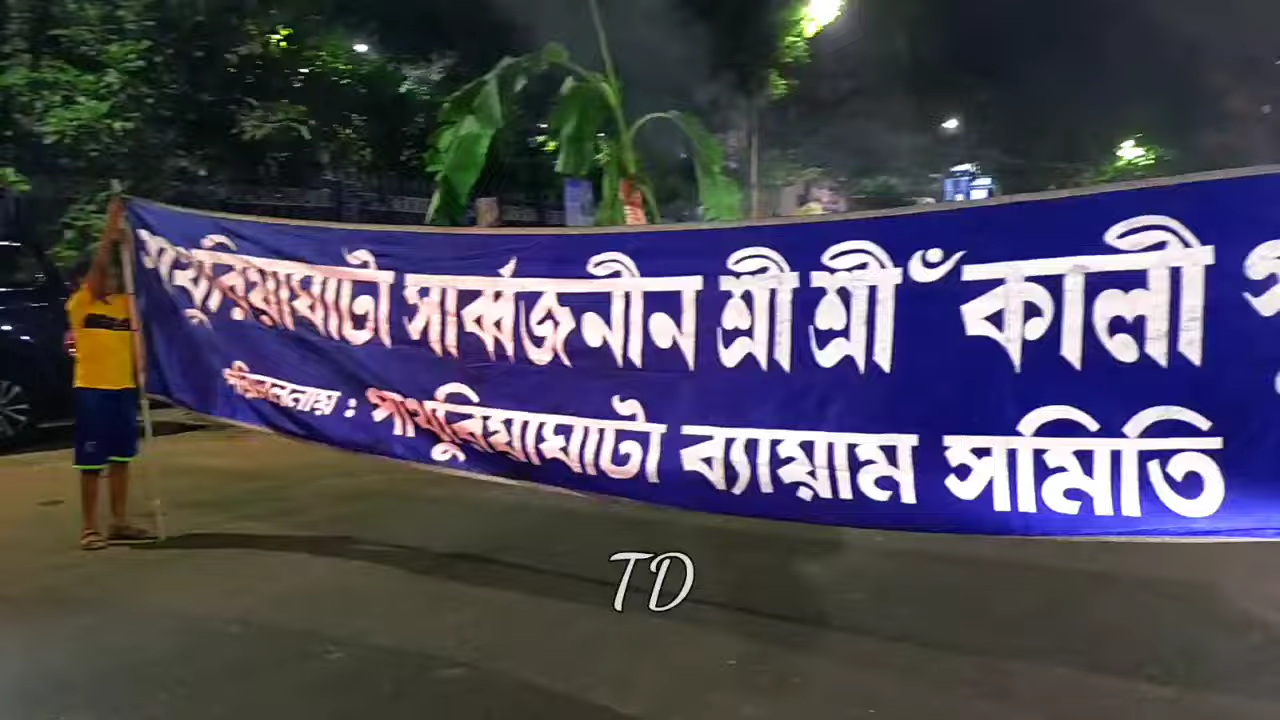 পাথুরিয়াঘাটা সার্ব্বজনীন শ্রী শ্রী ঁ কালী
পরিচালনায় : পাথুরিয়াঘাটা ব্যায়াম সমিতি
TD